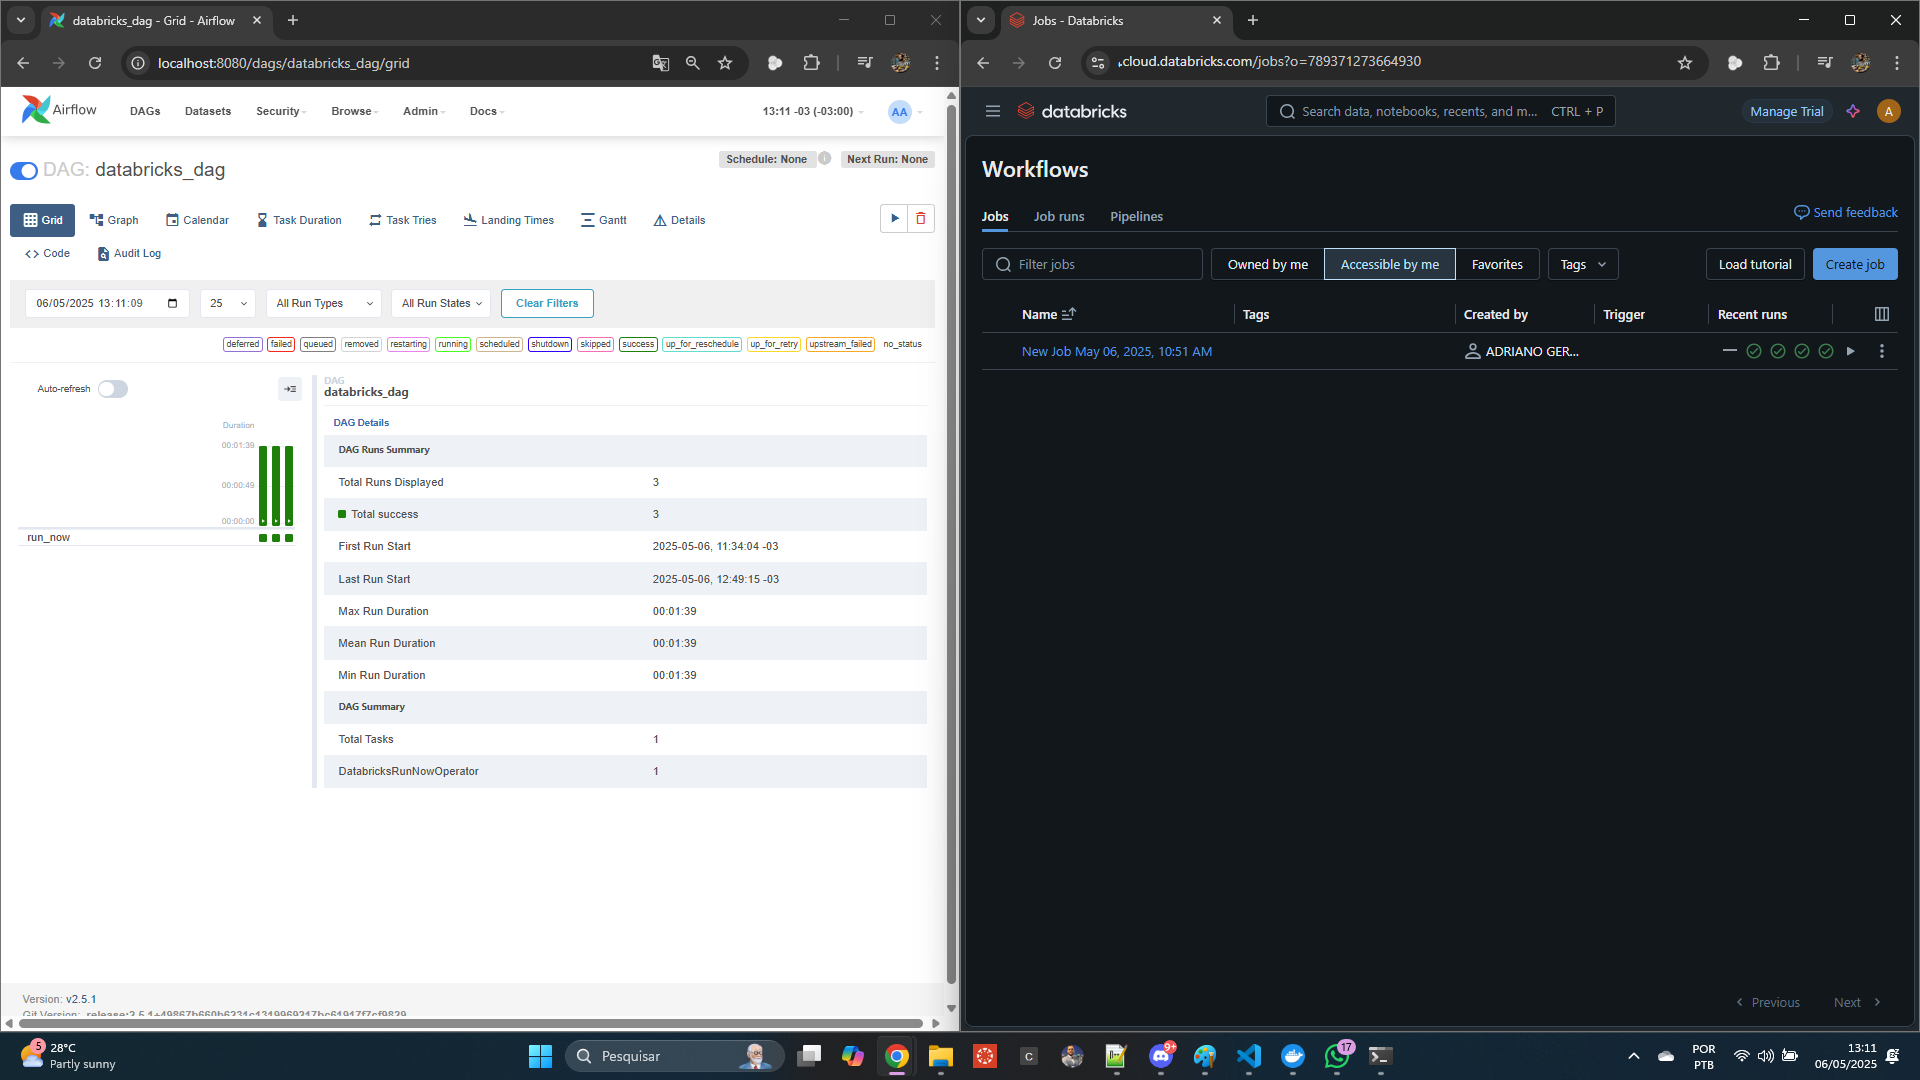 databricks_dag - Grid - Airflow
localhost:8080/dags/databricks_dag/grid
Airflow
DAGs
Datasets
Security
Browse
Admin
Docs
13:11 -03 (-03:00)
AA
DAG: databricks_dag
Schedule: None
Next Run: None
Grid
Graph
Calendar
Task Duration
Task Tries
Landing Times
Gantt
Details
Code
Audit Log
06/05/2025 13:11:09
25
All Run Types
All Run States
Clear Filters
deferred
failed
queued
removed
restarting
running
scheduled
shutdown
skipped
success
up_for_reschedule
up_for_retry
upstream_failed
no_status
Auto-refresh
Duration
00:01:39
00:00:49
00:00:00
run_now
DAG
databricks_dag
DAG Details
DAG Runs Summary
Total Runs Displayed 3
Total success 3
First Run Start 2025-05-06, 11:34:04 -03
Last Run Start 2025-05-06, 12:49:15 -03
Max Run Duration 00:01:39
Mean Run Duration 00:01:39
Min Run Duration 00:01:39
DAG Summary
Total Tasks 1
DatabricksRunNowOperator 1
Version: v2.5.1
Jobs - Databricks
.cloud.databricks.com/jobs?o=789371273664930
databricks
Search data, notebooks, recents, and m... CTRL + P
Manage Trial
A
Workflows
Jobs
Job runs
Pipelines
Send feedback
Filter jobs
Owned by me
Accessible by me
Favorites
Tags
Load tutorial
Create job
Name
Tags
Created by
Trigger
Recent runs
New Job May 06, 2025, 10:51 AM
ADRIANO GER...
Previous
Next
5
28°C
Partly sunny
Pesquisar
C
9+
17
POR
PTB
13:11
06/05/2025